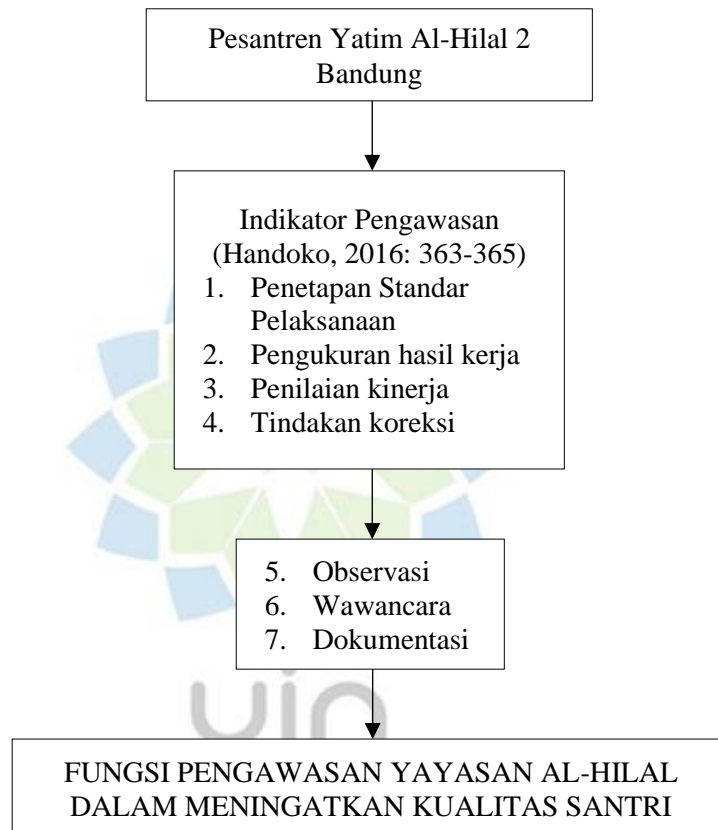 Pesantren Yatim Al-Hilal 2
Bandung
Indikator Pengawasan
(Handoko, 2016: 363-365)
1. Penetapan Standar
Pelaksanaan
2. Pengukuran hasil kerja
3. Penilaian kinerja
4. Tindakan koreksi
5. Observasi
6. Wawancara
7. Dokumentasi
uin
FUNGSI PENGAWASAN YAYASAN AL-HILAL
DALAM MENINGATKAN KUALITAS SANTRI